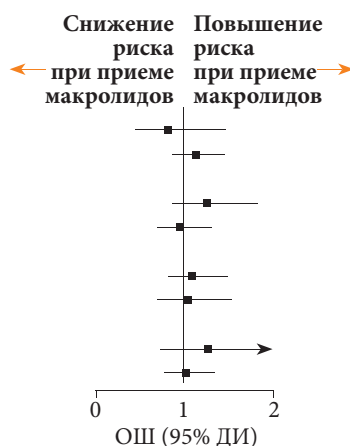 Снижение
риска
при приеме
макролидов
Повышение
риска
при приеме
макролидов
0 1 2
ОШ (95% ДИ)